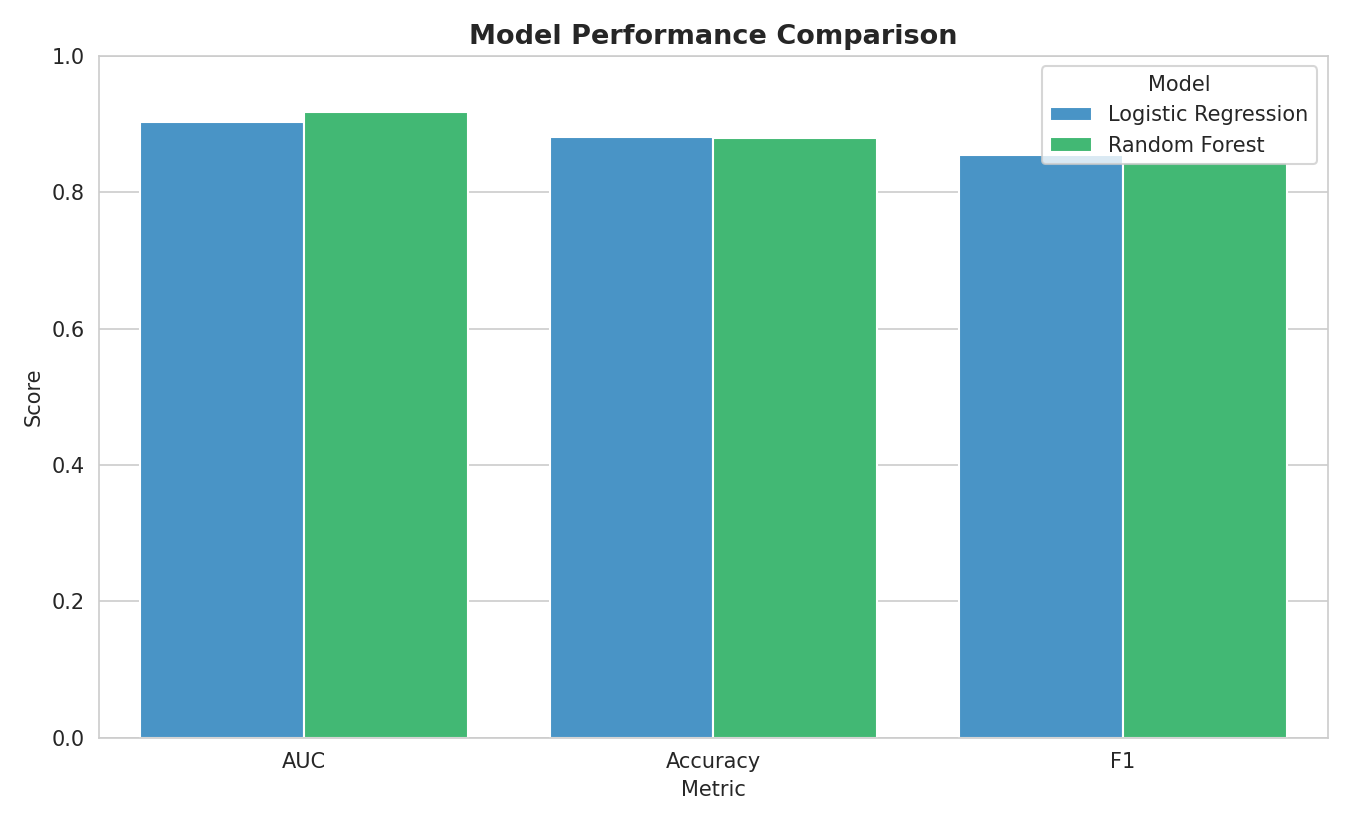 Model Performance Comparison
1.0
0.8
0.6
0.4
0.2
0.0
Score
Model
Logistic Regression
Random Forest
AUC
Accuracy
F1
Metric